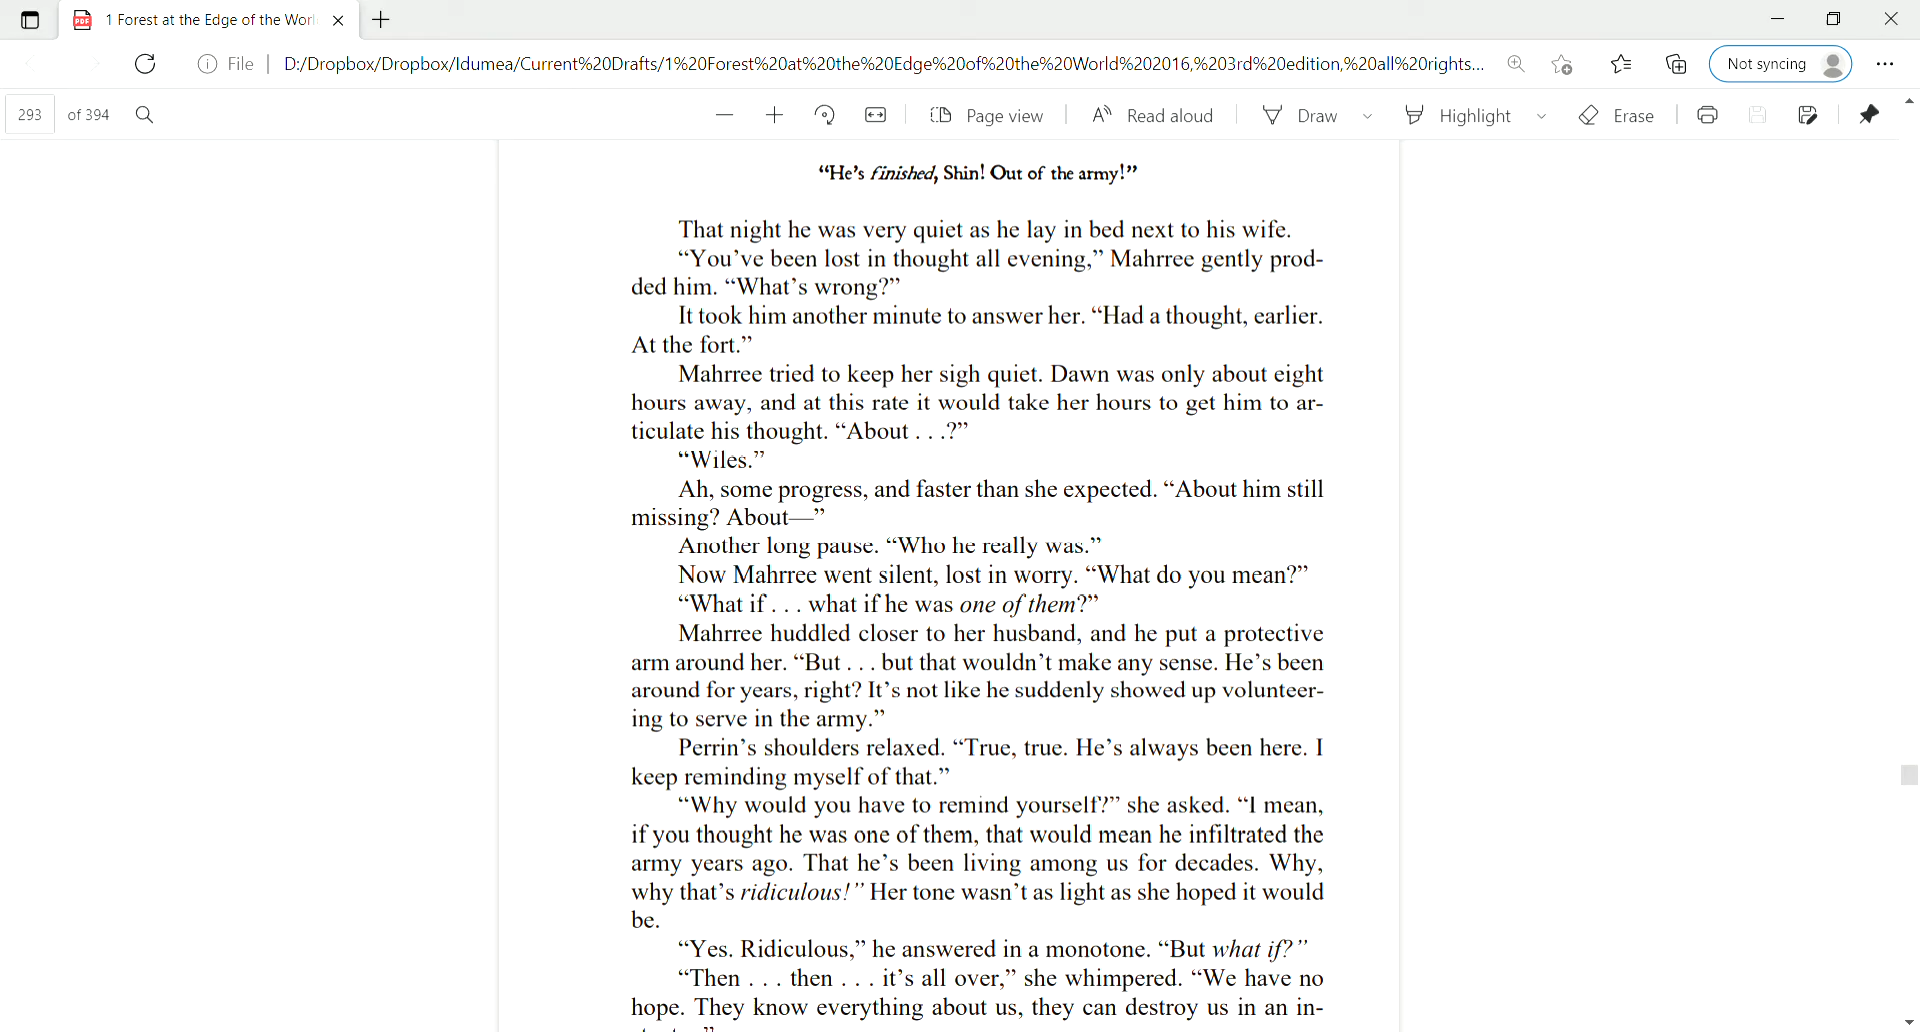 1 Forest at the Edge of the Worl
File
D:/Dropbox/Dropbox/Idumea/Current%20Drafts/1%20Forest%20at%20the%20Edge%20of%20the%20World%202016,%203rd%20edition,%20all%20rights...
Not syncing
293 of 394
Page view
Read aloud
Draw
Highlight
Erase
“He’s finished, Shin! Out of the army!”
That night he was very quiet as he lay in bed next to his wife.
“You’ve been lost in thought all evening,” Mahrree gently prod-
ded him. “What’s wrong?”
It took him another minute to answer her. “Had a thought, earlier.
At the fort.”
Mahrree tried to keep her sigh quiet. Dawn was only about eight
hours away, and at this rate it would take her hours to get him to ar-
ticulate his thought. “About . . .?”
“Wiles.”
Ah, some progress, and faster than she expected. “About him still
missing? About—”
Another long pause. “Who he really was.”
Now Mahrree went silent, lost in worry. “What do you mean?”
“What if . . . what if he was one of them?”
Mahrree huddled closer to her husband, and he put a protective
arm around her. “But . . . but that wouldn’t make any sense. He’s been
around for years, right? It’s not like he suddenly showed up volunteer-
ing to serve in the army.”
Perrin’s shoulders relaxed. “True, true. He’s always been here. I
keep reminding myself of that.”
“Why would you have to remind yourself?” she asked. “I mean,
if you thought he was one of them, that would mean he infiltrated the
army years ago. That he’s been living among us for decades. Why,
why that’s ridiculous!” Her tone wasn’t as light as she hoped it would
be.
“Yes. Ridiculous,” he answered in a monotone. “But what if?”
“Then . . . then . . . it’s all over,” she whimpered. “We have no
hope. They know everything about us, they can destroy us in an in-